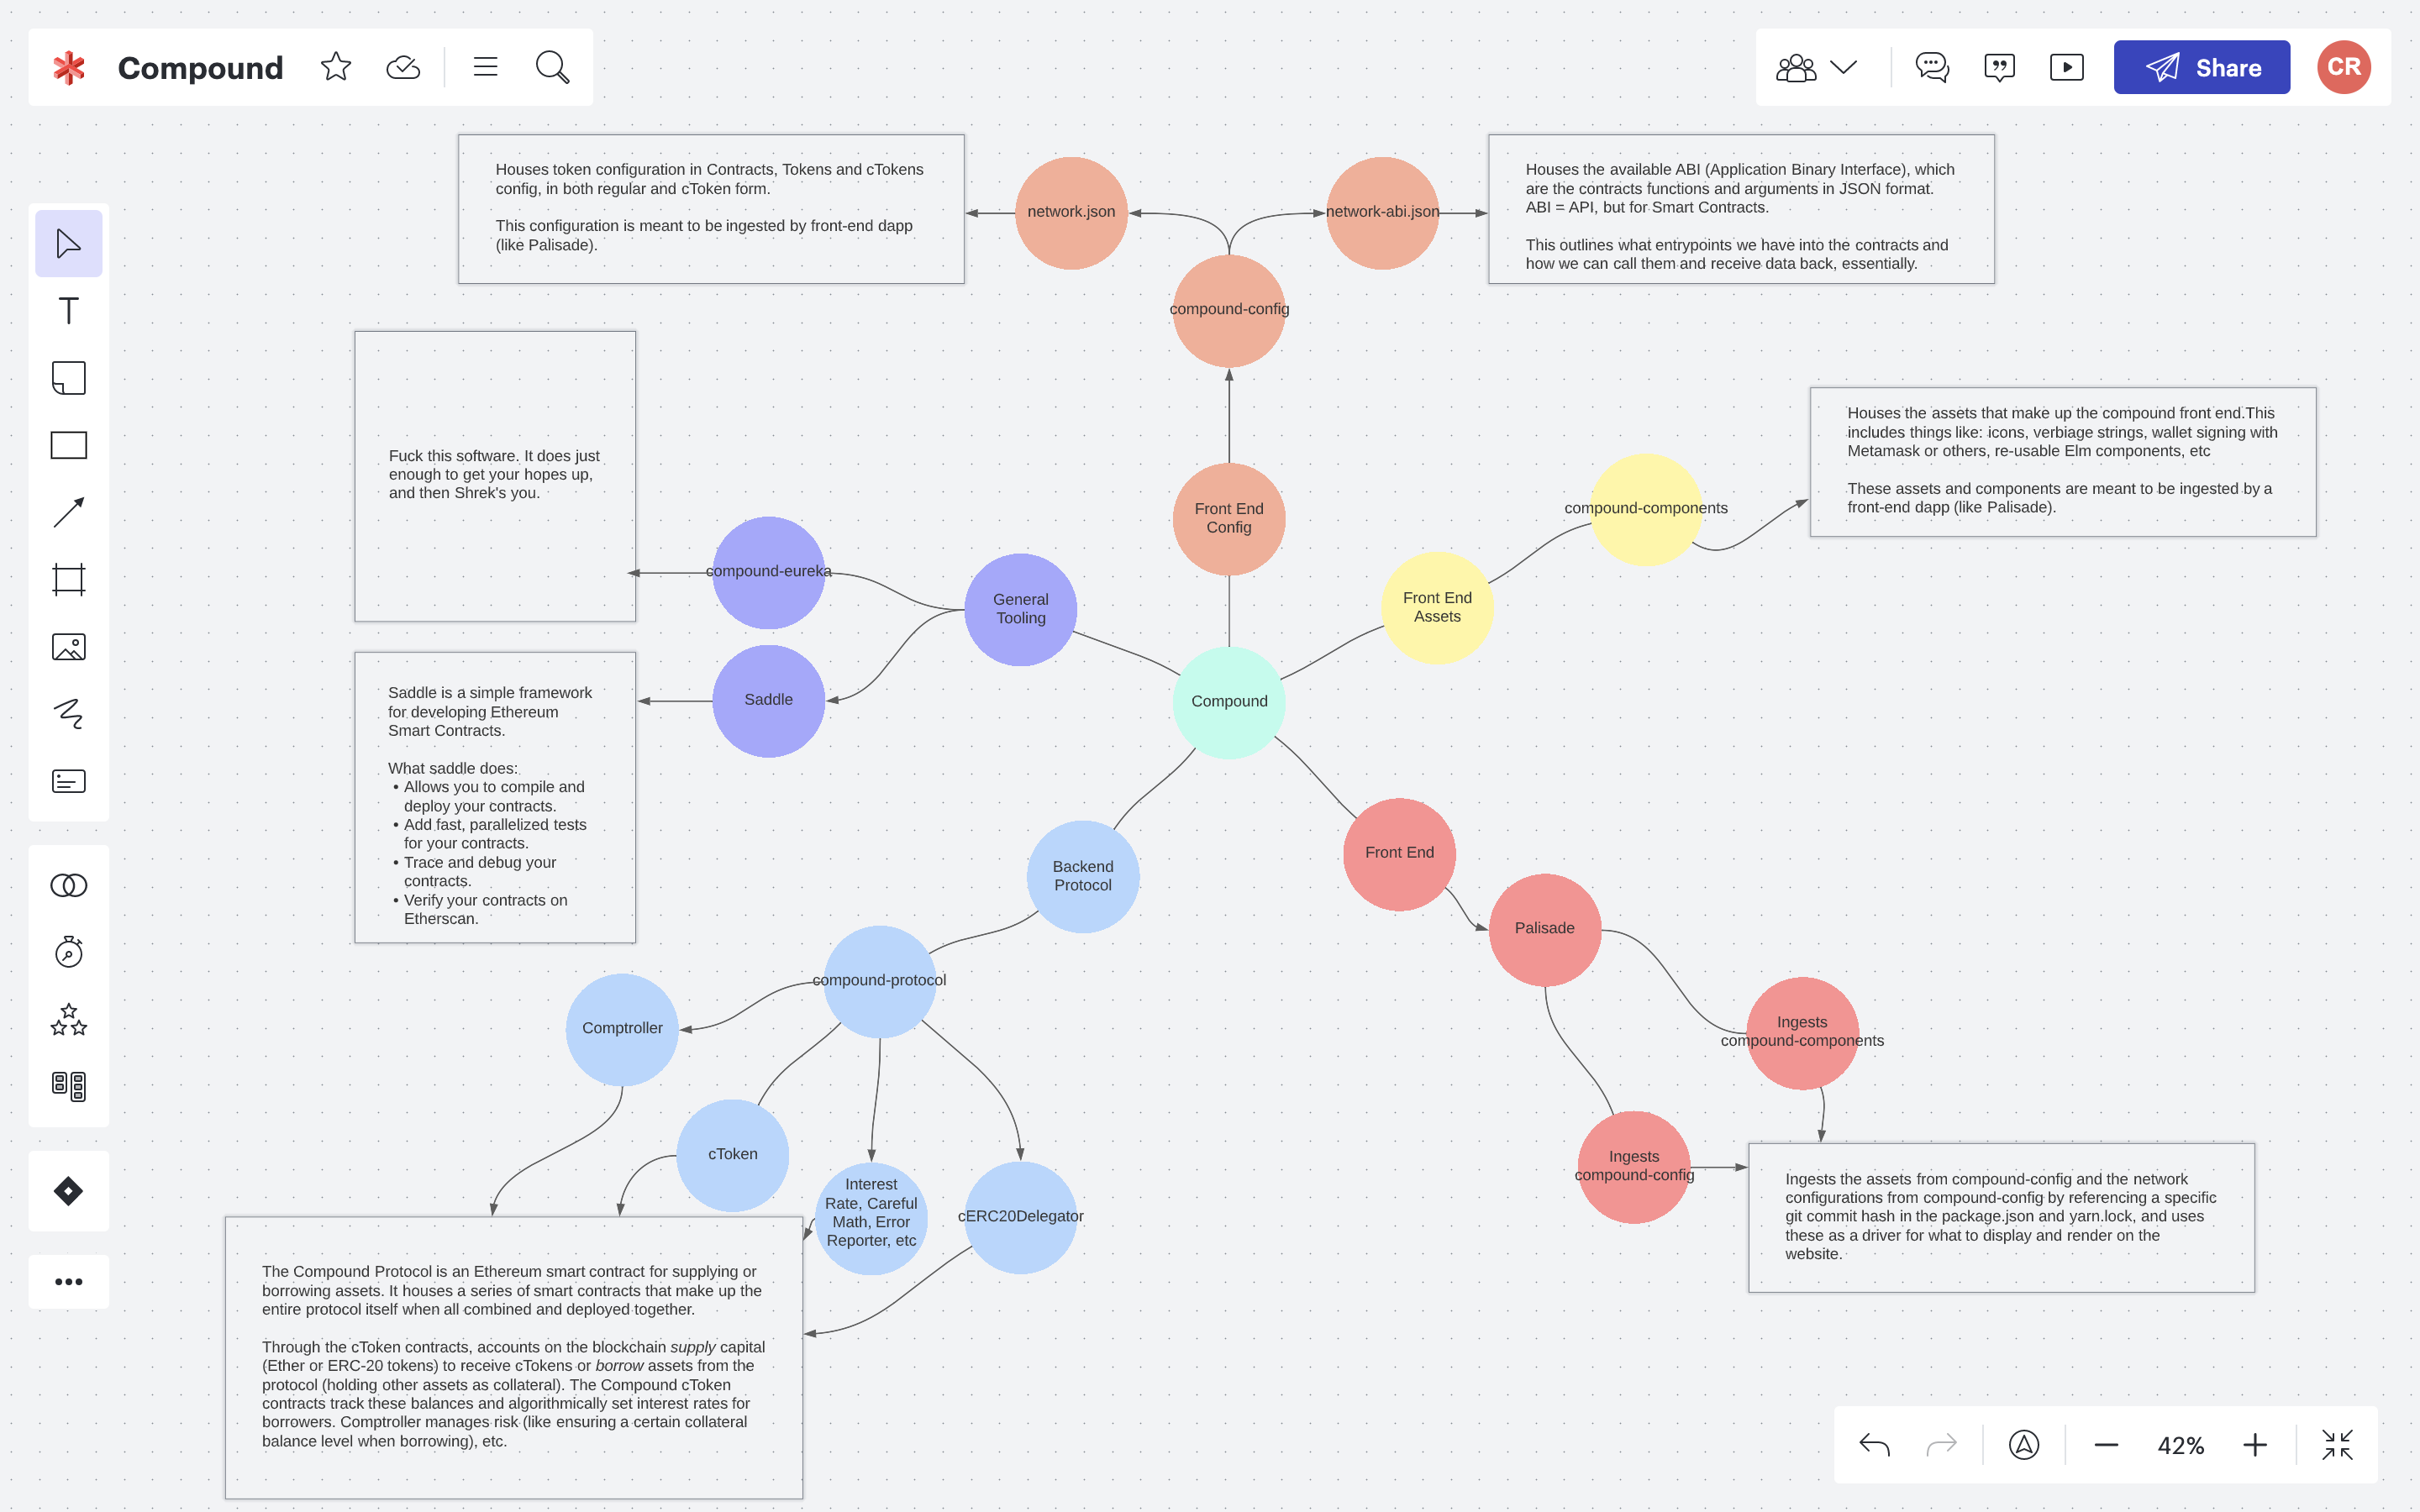 Compound
Share
CR
Houses token configuration in Contracts, Tokens and cTokens
config, in both regular and cToken form.
This configuration is meant to be ingested by front-end dapp
(like Palisade).
network.json
network-abi.json
Houses the available ABI (Application Binary Interface), which
are the contracts functions and arguments in JSON format.
ABI = API, but for Smart Contracts.
This outlines what entrypoints we have into the contracts and
how we can call them and receive data back, essentially.
compound-config
Front End
Config
Houses the assets that make up the compound front end.This
includes things like: icons, verbiage strings, wallet signing with
Metamask or others, re-usable Elm components, etc
These assets and components are meant to be ingested by a
front-end dapp (like Palisade).
compound-components
Front End
Assets
Fuck this software. It does just
enough to get your hopes up,
and then Shrek's you.
compound-eureka
General
Tooling
Saddle
Compound
Saddle is a simple framework
for developing Ethereum
Smart Contracts.
What saddle does:
• Allows you to compile and
deploy your contracts.
• Add fast, parallelized tests
for your contracts.
• Trace and debug your
contracts.
• Verify your contracts on
Etherscan.
Backend
Protocol
Front End
Palisade
compound-protocol
Comptroller
cToken
Interest
Rate, Careful
Math, Error
Reporter, etc
cERC20Delegator
Ingests
compound-components
Ingests
compound-config
Ingests the assets from compound-config and the network
configurations from compound-config by referencing a specific
git commit hash in the package.json and yarn.lock, and uses
these as a driver for what to display and render on the
website.
The Compound Protocol is an Ethereum smart contract for supplying or
borrowing assets. It houses a series of smart contracts that make up the
entire protocol itself when all combined and deployed together.
Through the cToken contracts, accounts on the blockchain supply capital
(Ether or ERC-20 tokens) to receive cTokens or borrow assets from the
protocol (holding other assets as collateral). The Compound cToken
contracts track these balances and algorithmically set interest rates for
borrowers. Comptroller manages risk (like ensuring a certain collateral
balance level when borrowing), etc.
42%